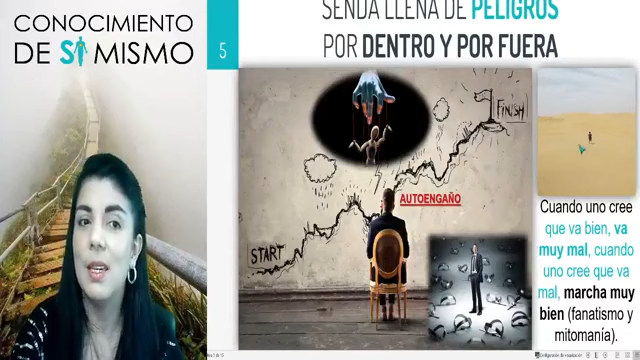 CONOCIMIENTO
DE SÍ MISMO
5
SENDA LLENA DE PELIGROS
POR DENTRO Y POR FUERA
FINISH
AUTOENGAÑO
START
Cuando uno cree
que va bien, va
muy mal, cuando
uno cree que va
mal, marcha muy
bien (fanatismo y
mitomanía).